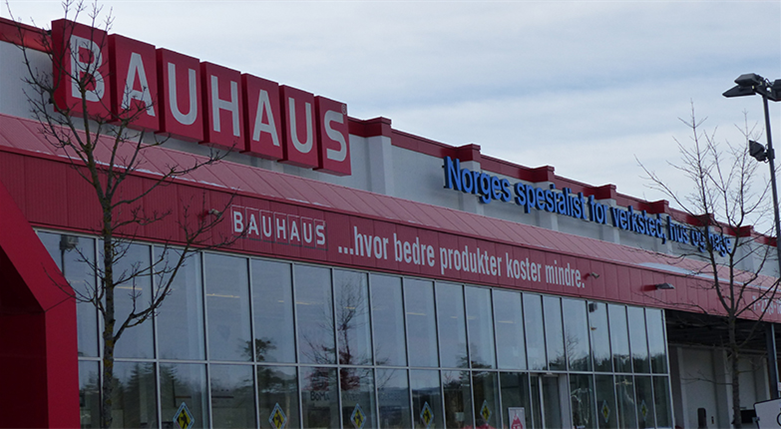 BAUHAUS
Norges spesialist for verksted, hus og hage
BAUHAUS ...hvor bedre produkter koster mindre.